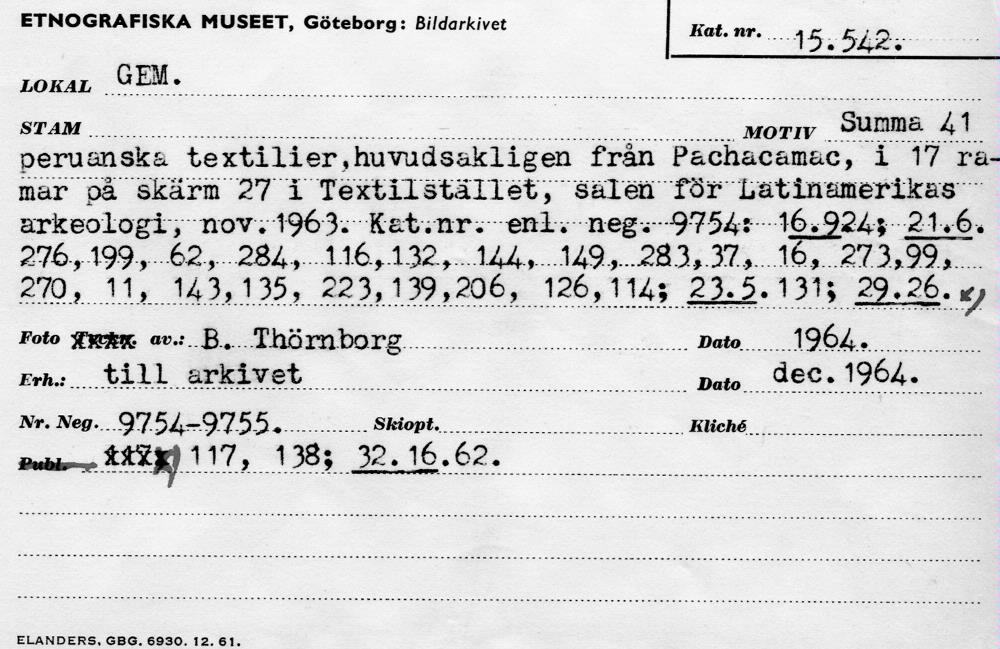 ETNOGRAFISKA MUSEET, Göteborg: Bildarkivet
Kat. nr. 15.542.
LOKAL GEM.
STAM MOTIV Summa 41
peruanska textilier,huvudsakligen från Pachacamac, i 17 ra-
mar på skärm 27 i Textilstället, salen för Latinamerikas
arkeologi, nov.1963. Kat.nr. enl. neg. 9754: 16.924; 21.6.
276,199, 62, 284, 116,132, 144, 149, 283,37, 16, 273,99,
270, 11, 143,135, 223,139,206, 126,114; 23.5.131; 29.26.
Foto av.: B. Thörnborg Dato 1964.
Erh.: till arkivet Dato dec.1964.
Nr. Neg. 9754-9755. Skiopt. Kliché
Publ. 117, 138; 32.16.62.
ELANDERS, GBG. 6930. 12. 61.